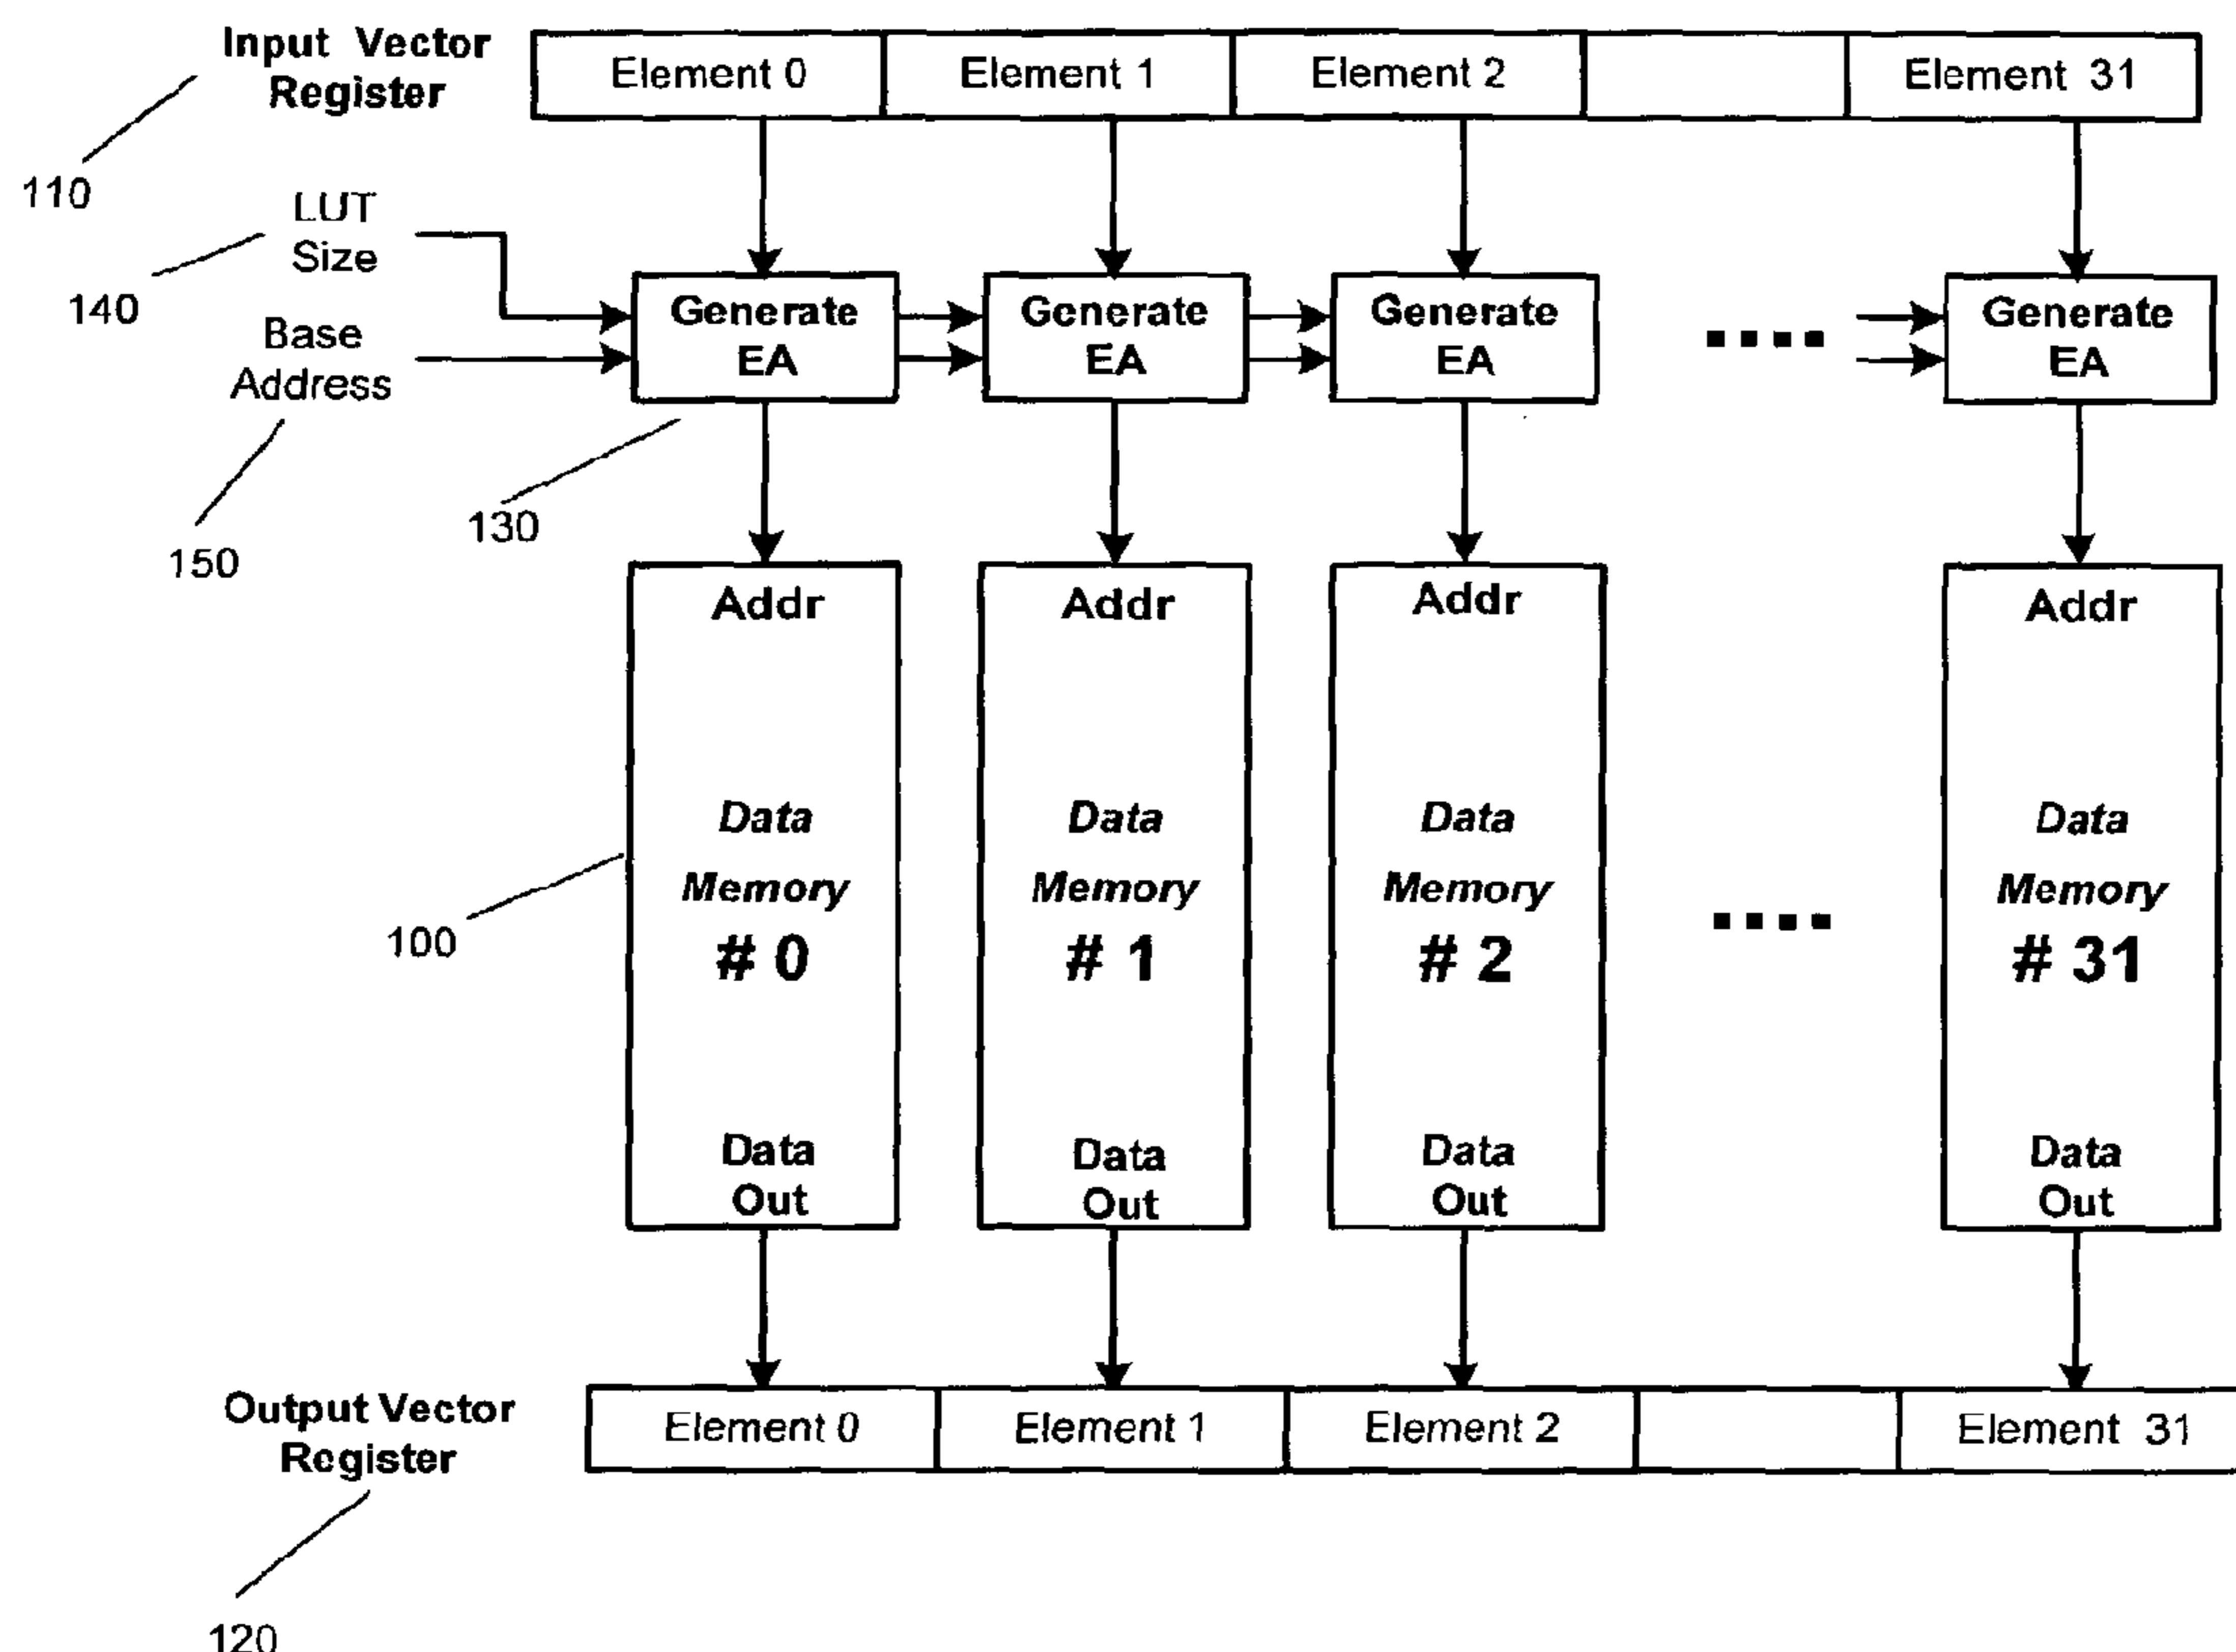 Input Vector
Register
Element 0
Element 1
Element 2
Element 31
110
LUT
Size
140
Base
Address
150
Generate
EA
Generate
EA
Generate
EA
Generate
EA
130
Addr
Addr
Addr
Addr
Data
Memory
# 0
Data
Memory
# 1
Data
Memory
# 2
Data
Memory
# 31
100
Data
Out
Data
Out
Data
Out
Data
Out
Output Vector
Register
Element 0
Element 1
Element 2
Element 31
120